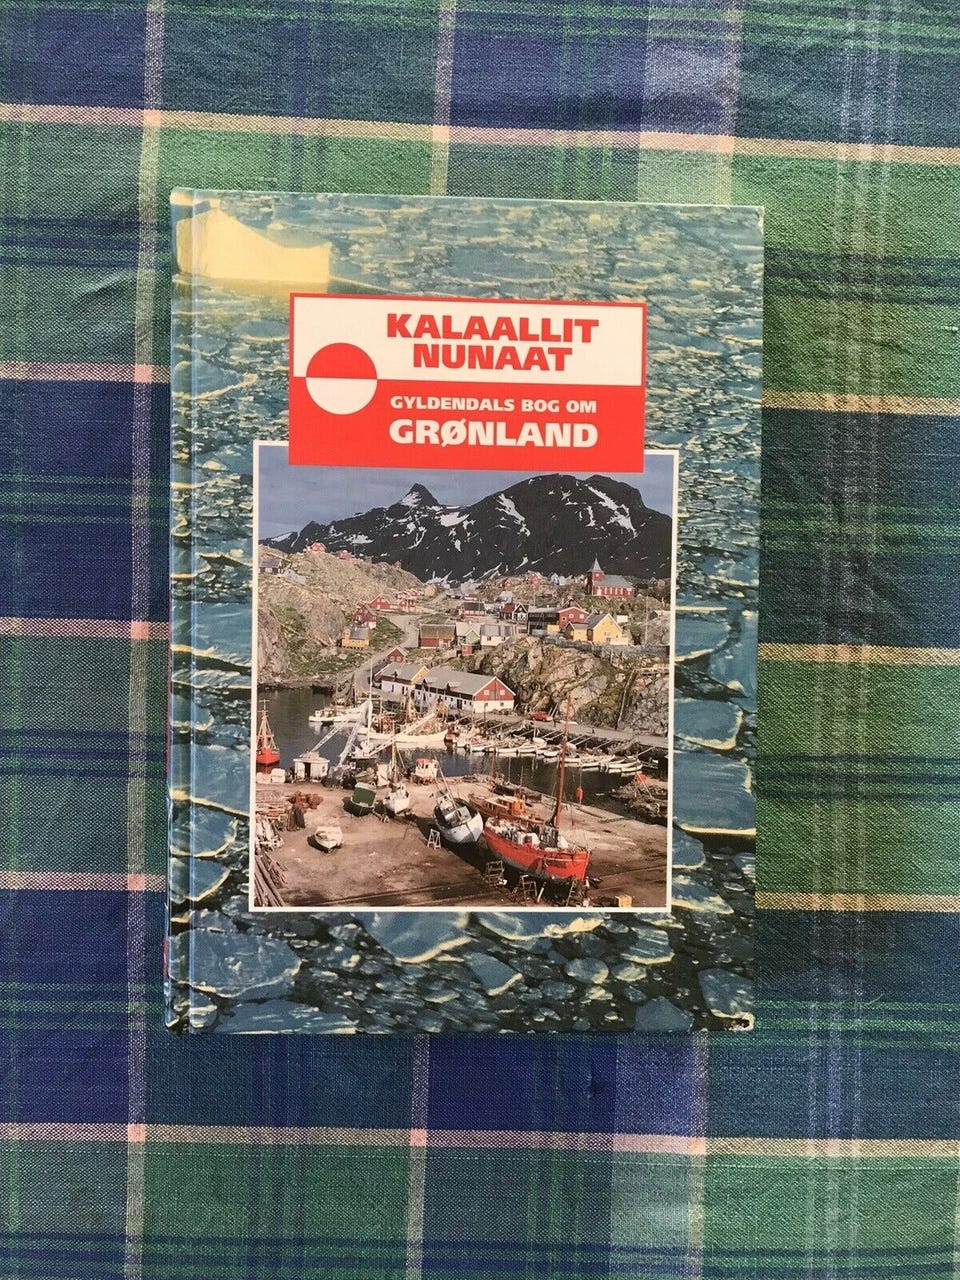 KALAALLIT
NUNAAT
GYLDENDALS BOG OM
GRØNLAND